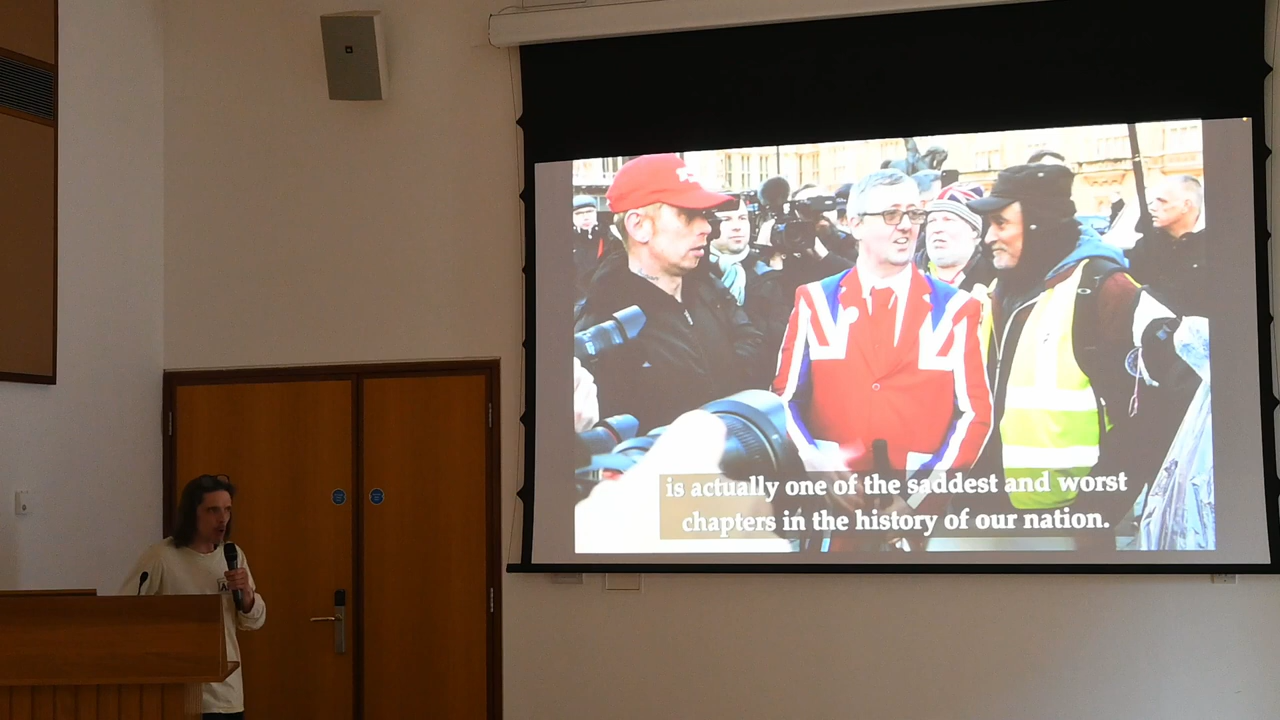 is actually one of the saddest and worst
chapters in the history of our nation.